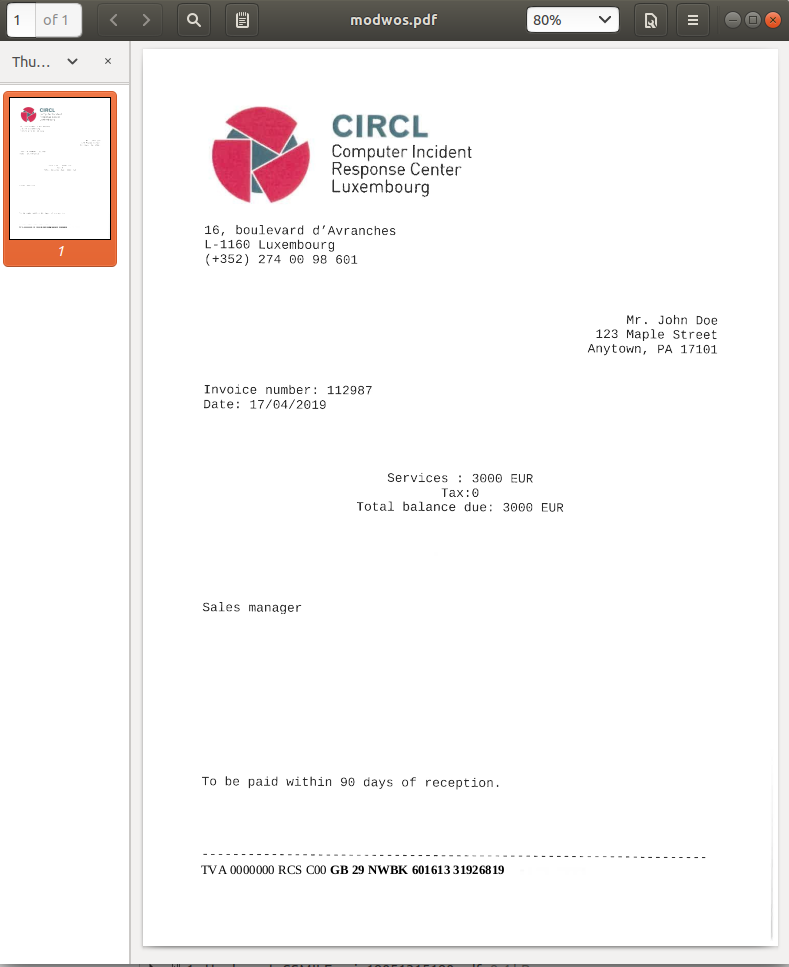 1 of 1
modwos.pdf
80%
Thu...
1
CIRCL
Computer Incident
Response Center
Luxembourg
16, boulevard d'Avranches
L-1160 Luxembourg
(+352) 274 00 98 601
Mr. John Doe
123 Maple Street
Anytown, PA 17101
Invoice number: 112987
Date: 17/04/2019
Services : 3000 EUR
Tax:0
Total balance due: 3000 EUR
Sales manager
To be paid within 90 days of reception.
TVA 0000000 RCS C00 GB 29 NWBK 601613 31926819